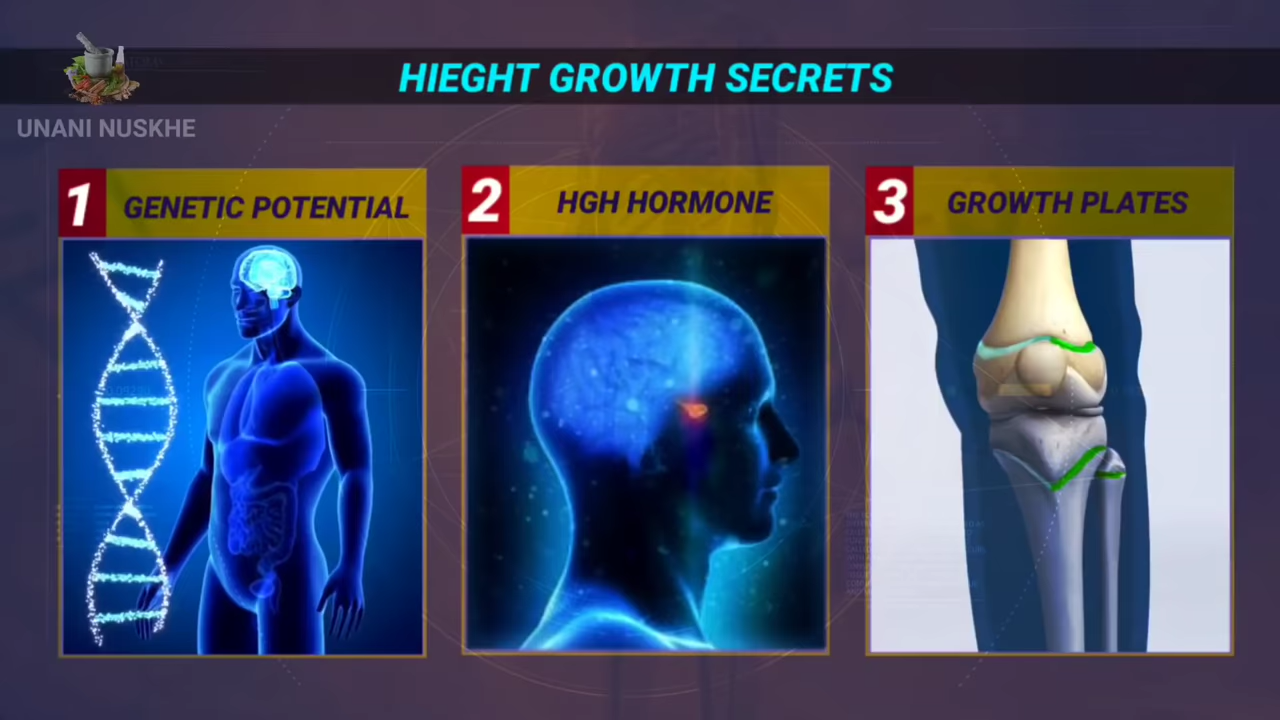 HIEGHT GROWTH SECRETS
UNANI NUSKHE
1 GENETIC POTENTIAL
2 HGH HORMONE
3 GROWTH PLATES